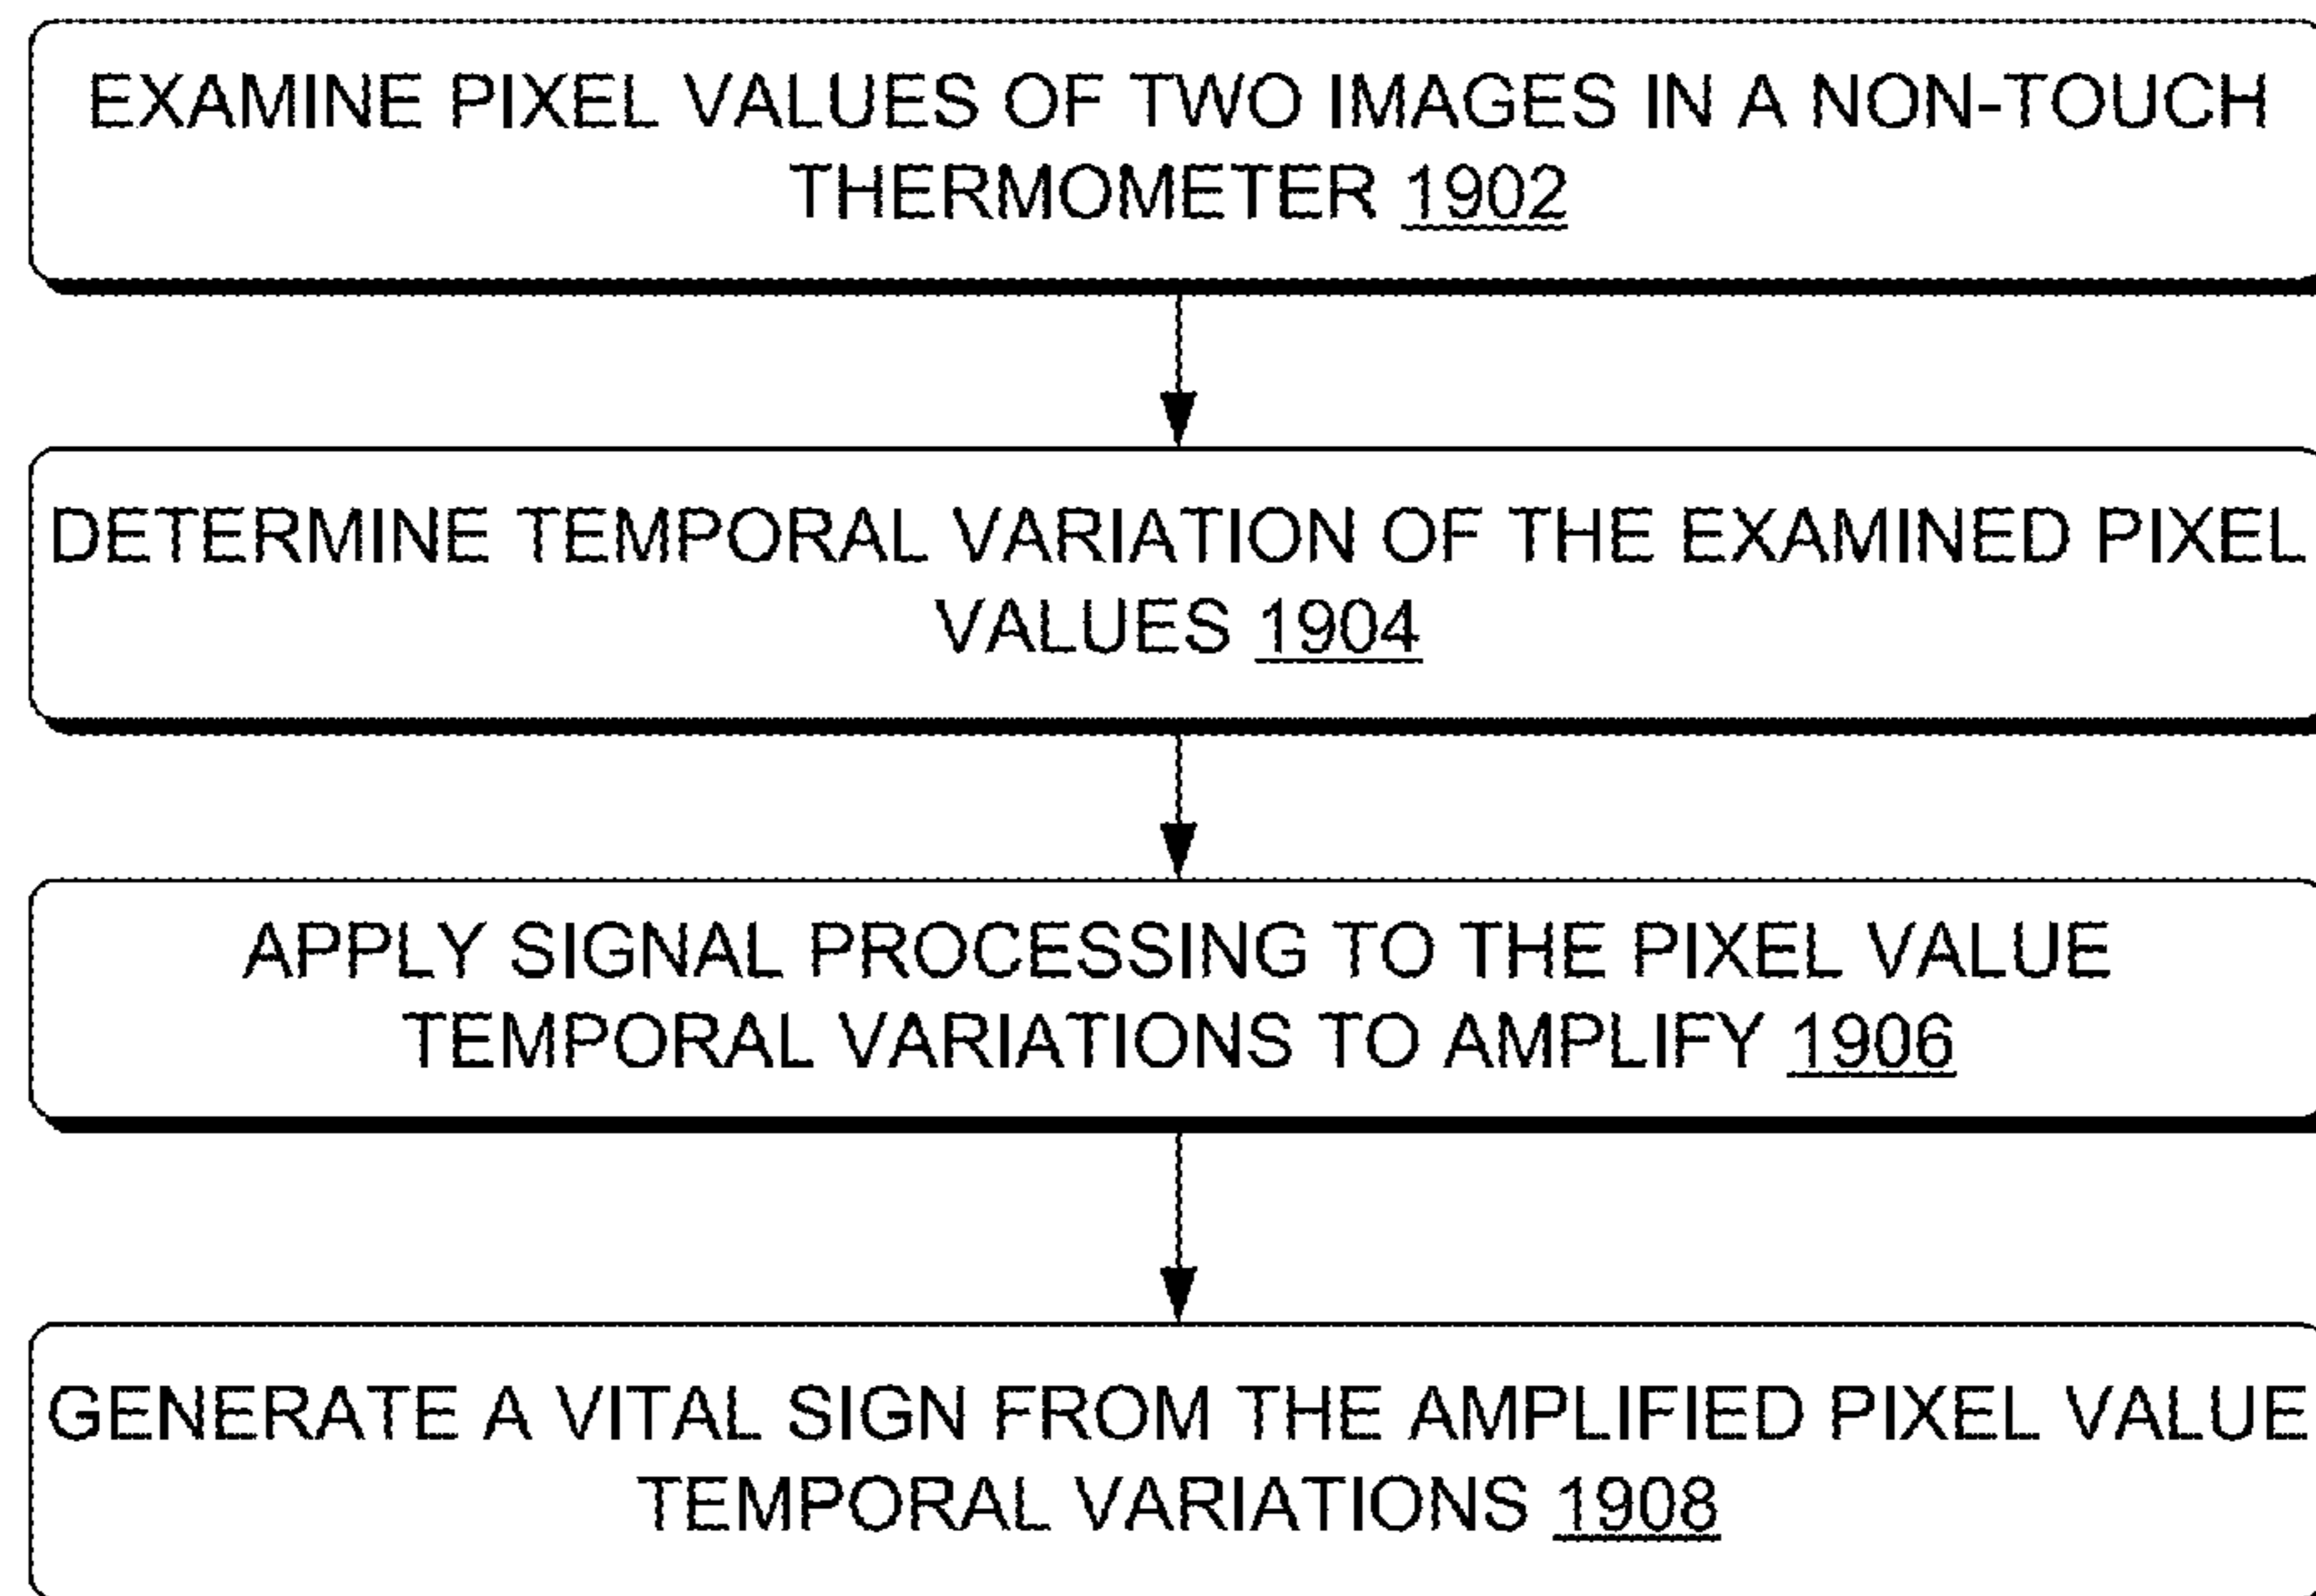 EXAMINE PIXEL VALUES OF TWO IMAGES IN A NON-TOUCH
THERMOMETER 1902
DETERMINE TEMPORAL VARIATION OF THE EXAMINED PIXEL
VALUES 1904
APPLY SIGNAL PROCESSING TO THE PIXEL VALUE
TEMPORAL VARIATIONS TO AMPLIFY 1906
GENERATE A VITAL SIGN FROM THE AMPLIFIED PIXEL VALUE
TEMPORAL VARIATIONS 1908